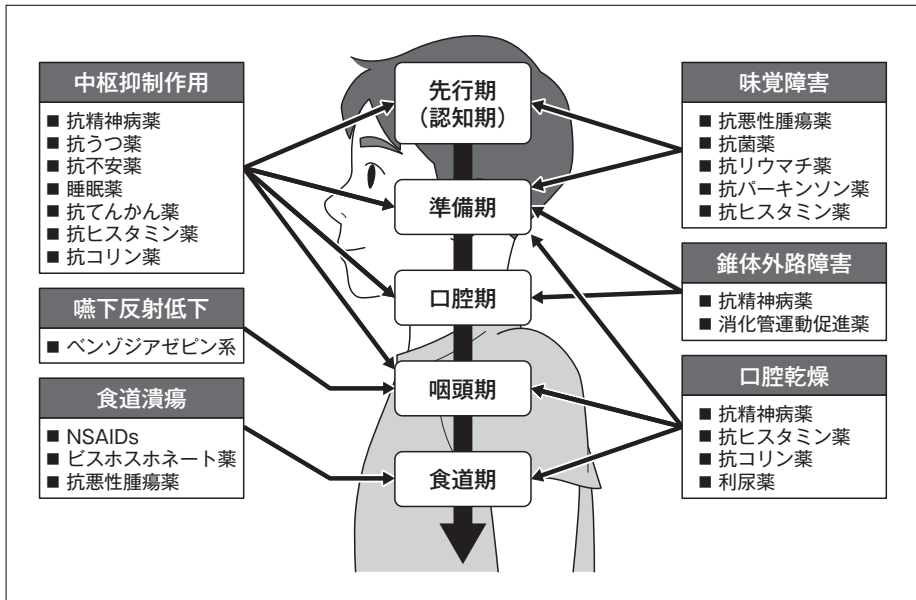 中枢抑制作用
■ 抗精神病薬
■ 抗うつ薬
■ 抗不安薬
■ 睡眠薬
■ 抗てんかん薬
■ 抗ヒスタミン薬
■ 抗コリン薬
嚥下反射低下
■ ベンゾジアゼピン系
食道潰瘍
■ NSAIDs
■ ビスホスホネート薬
■ 抗悪性腫瘍薬
先行期
(認知期)
準備期
口腔期
咽頭期
食道期
味覚障害
■ 抗悪性腫瘍薬
■ 抗菌薬
■ 抗リウマチ薬
■ 抗パーキンソン薬
■ 抗ヒスタミン薬
錐体外路障害
■ 抗精神病薬
■ 消化管運動促進薬
口腔乾燥
■ 抗精神病薬
■ 抗ヒスタミン薬
■ 抗コリン薬
■ 利尿薬